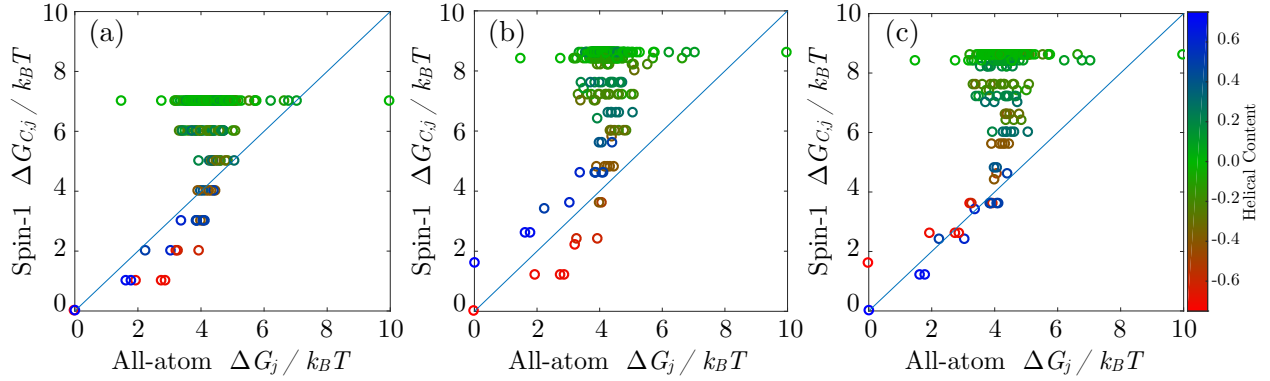 (a)
10
8
6
4
2
0
Spin-1 ΔG_{C,j} / k_BT
0 2 4 6 8 10
All-atom ΔG_j / k_BT
(b)
10
8
6
4
2
0
Spin-1 ΔG_{C,j} / k_BT
0 2 4 6 8 10
All-atom ΔG_j / k_BT
(c)
10
8
6
4
2
0
Spin-1 ΔG_{C,j} / k_BT
0 2 4 6 8 10
All-atom ΔG_j / k_BT
0.6
0.4
0.2
0.0
-0.2
-0.4
-0.6
Helical Content